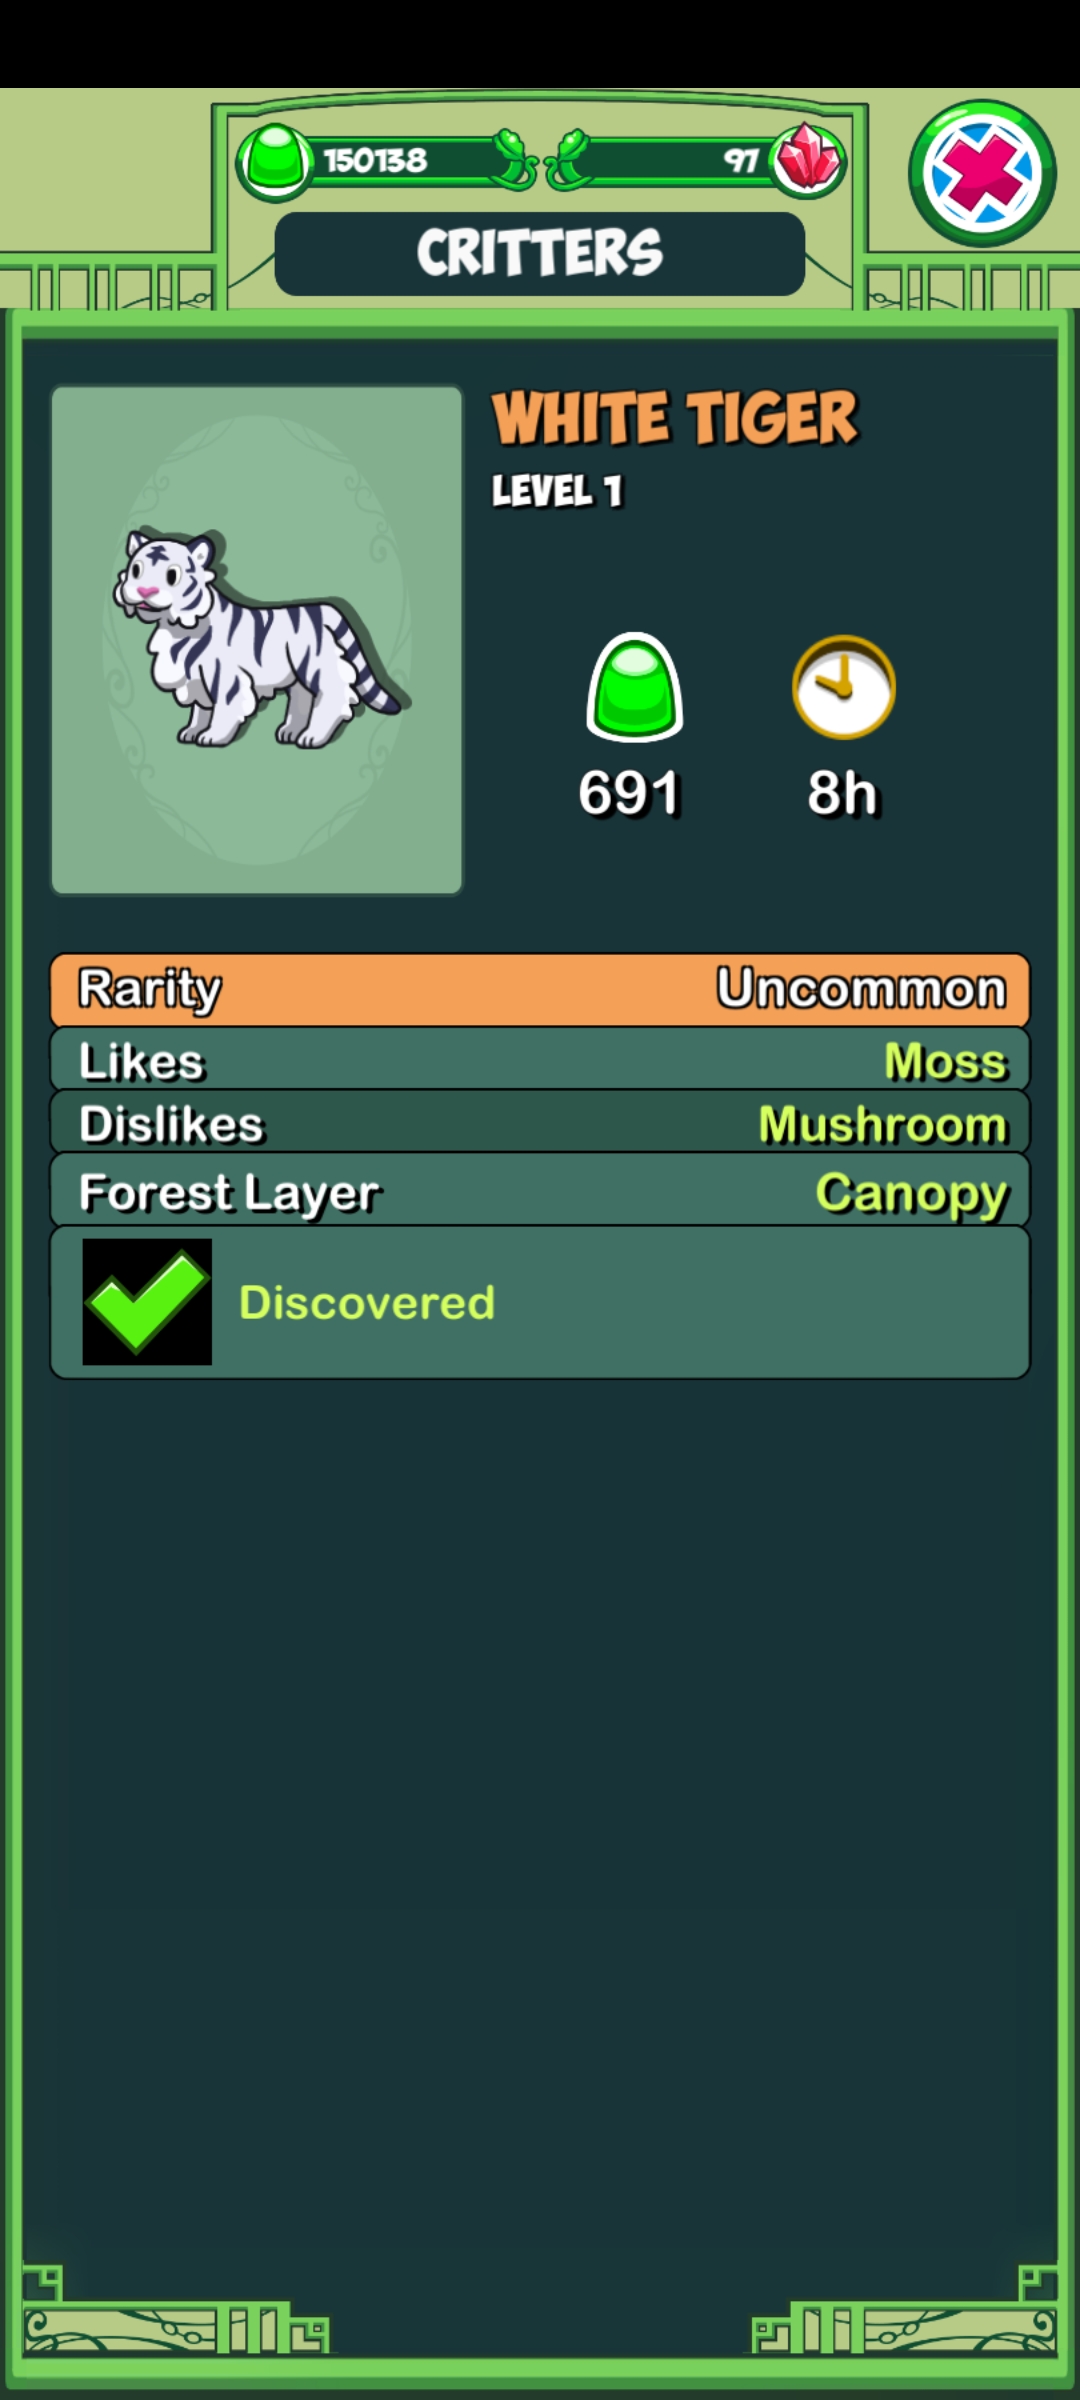 150138
97
CRITTERS
WHITE TIGER
LEVEL 1
691
8h
Rarity Uncommon
Likes Moss
Dislikes Mushroom
Forest Layer Canopy
Discovered